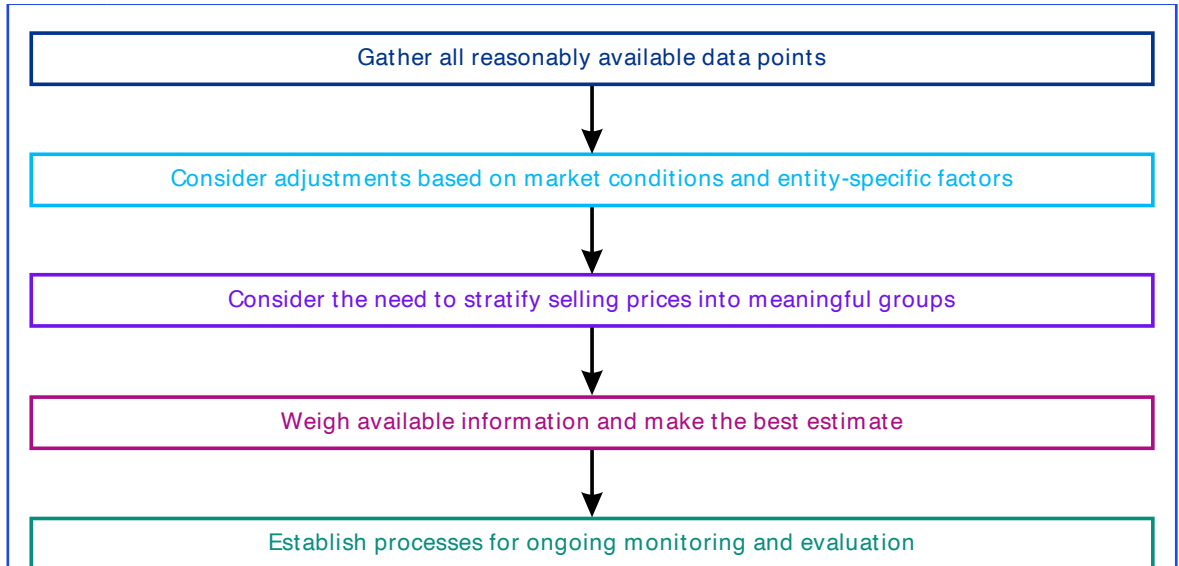 Gather all reasonably available data points
Consider adjustments based on market conditions and entity-specific factors
Consider the need to stratify selling prices into meaningful groups
Weigh available information and make the best estimate
Establish processes for ongoing monitoring and evaluation